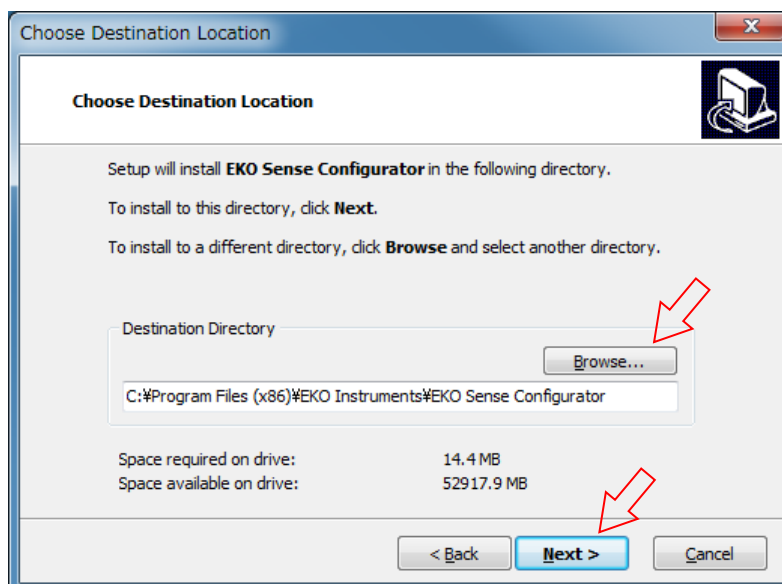 Choose Destination Location
Choose Destination Location
Setup will install EKO Sense Configurator in the following directory.
To install to this directory, click Next.
To install to a different directory, click Browse and select another directory.
Destination Directory
Browse...
C:¥Program Files (x86)¥EKO Instruments¥EKO Sense Configurator
Space required on drive: 14.4 MB
Space available on drive: 52917.9 MB
< Back Next > Cancel